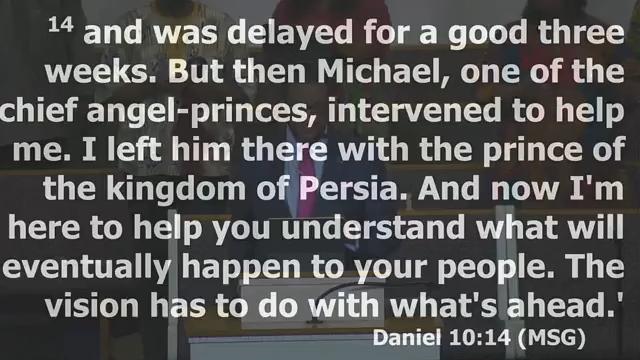 14 and was delayed for a good three
weeks. But then Michael, one of the
chief angel-princes, intervened to help
me. I left him there with the prince of
the kingdom of Persia. And now I'm
here to help you understand what will
eventually happen to your people. The
vision has to do with what's ahead.'
Daniel 10:14 (MSG)